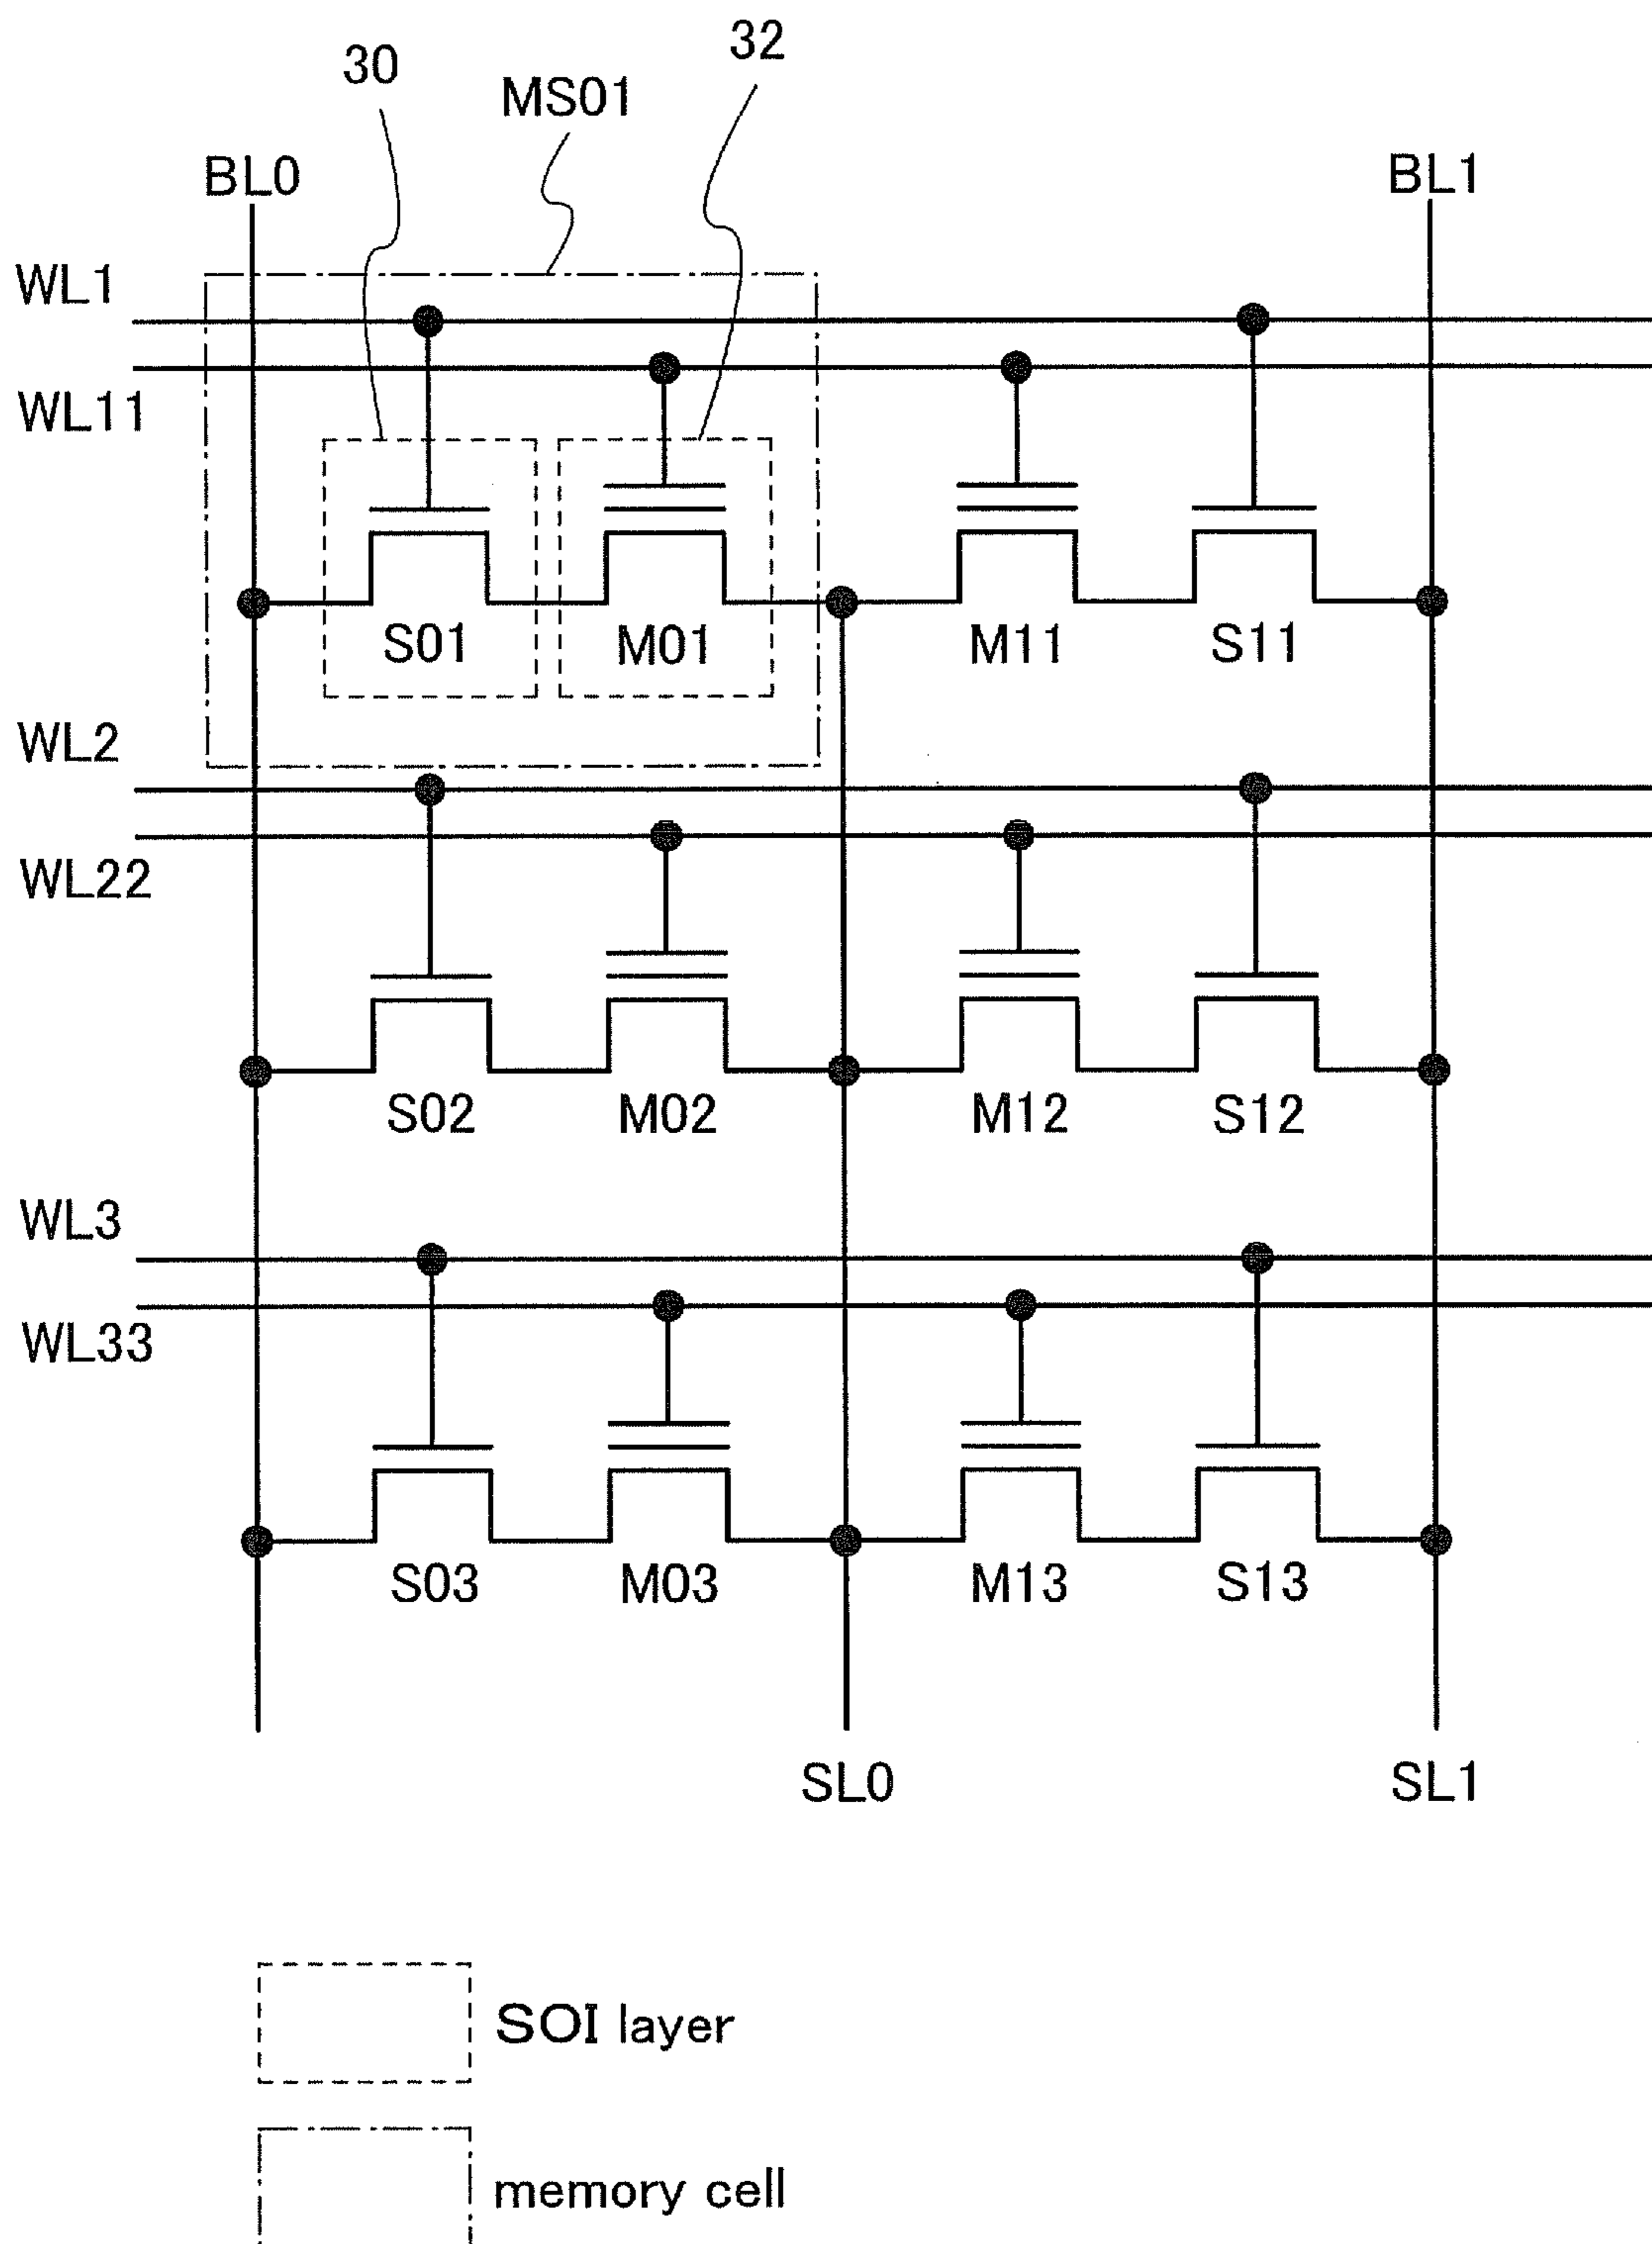 32
30
MS01
BL0
BL1
WL1
WL11
S01
M01
M11
S11
WL2
WL22
S02
M02
M12
S12
WL3
WL33
S03
M03
M13
S13
SL0
SL1
SOI layer
memory cell